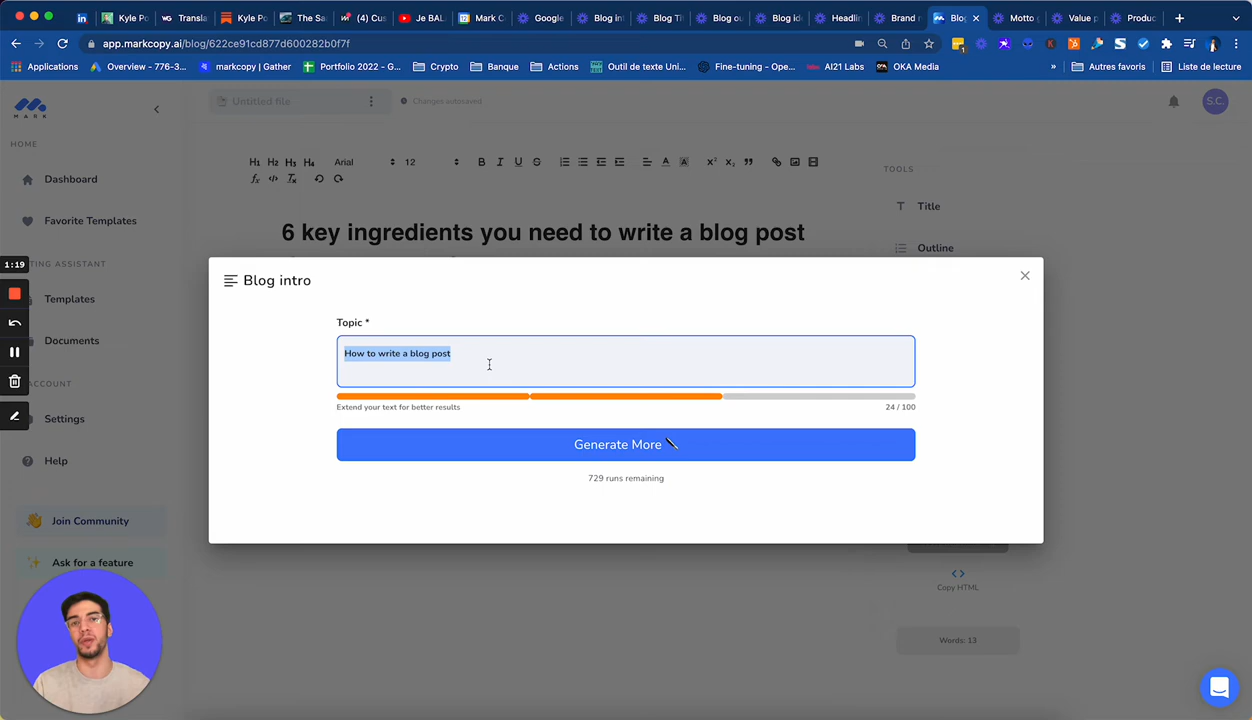 Transla
Kyle Po
Kyle Po
The Sa
(4) Cus
Je BAL
Mark C
Google
Blog in
Blog Ti
Blog ou
Blog id
Headlin
Brand n
Blog
Motto g
Value p
Produc
app.markcopy.ai/blog/622ce91cd877d600282b0f7f
Applications
Overview - 776-3...
markcopy | Gather
Portfolio 2022 - G...
Crypto
Banque
Actions
Outil de texte Uni...
Fine-tuning - Ope...
AI21 Labs
OKA Media
»
Autres favoris
Liste de lecture
MARK
Untitled file
Changes autosaved
S.C.
HOME
Dashboard
Favorite Templates
TING ASSISTANT
Templates
Documents
ACCOUNT
Settings
Help
Join Community
Ask for a feature
1:19
H1 H2 H3 H4 Arial 12 B I U S
TOOLS
Title
Outline
6 key ingredients you need to write a blog post
Blog intro
Topic *
How to write a blog post
Extend your text for better results
24 / 100
Generate More
729 runs remaining
Copy HTML
Words: 13